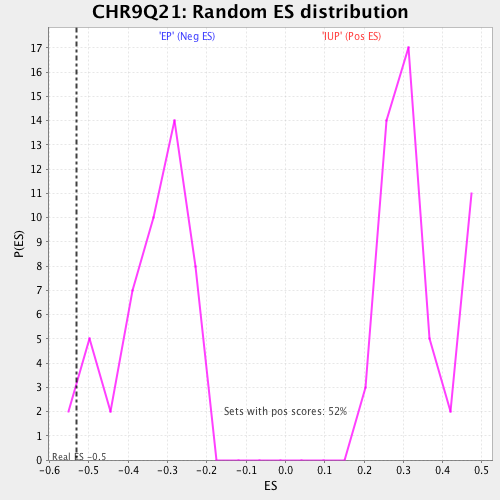 CHR9Q21: Random ES distribution
'EP' (Neg ES) 'IUP' (Pos ES)
17
16
15
14
13
12
11
10
9
8
7
6
5
4
3
2
1
0
P(ES)
Sets with pos scores: 52%
Real ES -0.5
-0.6 -0.5 -0.4 -0.3 -0.2 -0.1 0.0 0.1 0.2 0.3 0.4 0.5
ES